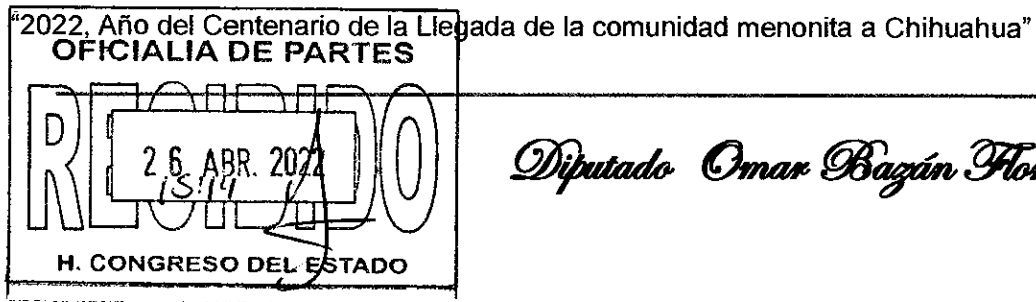 “2022, Año del Centenario de la Llegada de la comunidad menonita a Chihuahua”
OFICIALIA DE PARTES
RECIBIDO
26 ABR. 2022
15:14
H. CONGRESO DEL ESTADO
Diputado Omar Bazán